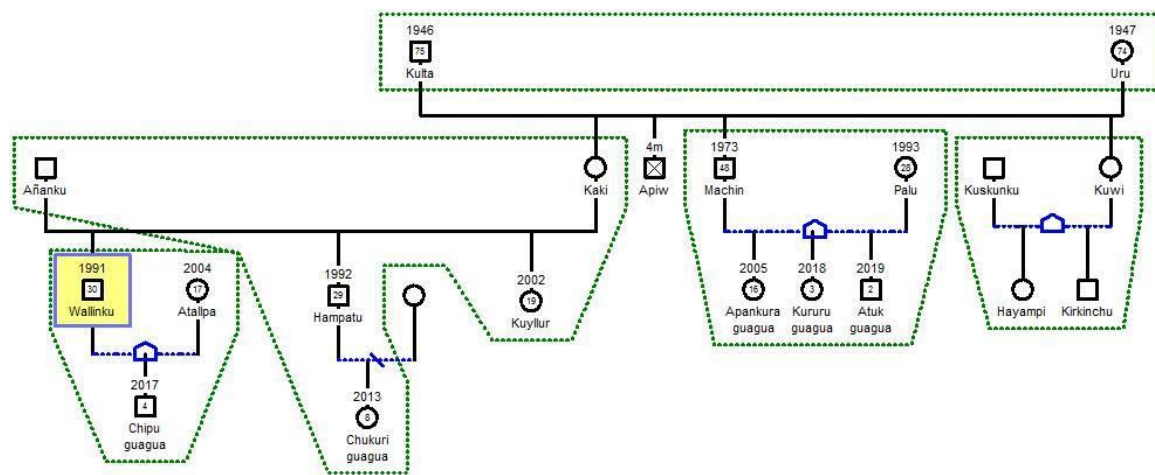 1946
1947
75
74
Kulta
Uru
4m
1973
1993
48
28
Añanku
Kaki
Apiw
Machin
Palu
Kuskunku
Kuwi
1991
2004
1992
2002
2005
2018
2019
30
17
29
19
16
3
2
Wallinku
Atallpa
Hampatu
Kuyllur
Apankura
guagua
Kururu
guagua
Atuk
guagua
Hayampi
Kirkinchu
2017
2013
4
8
Chipu
guagua
Chukuri
guagua